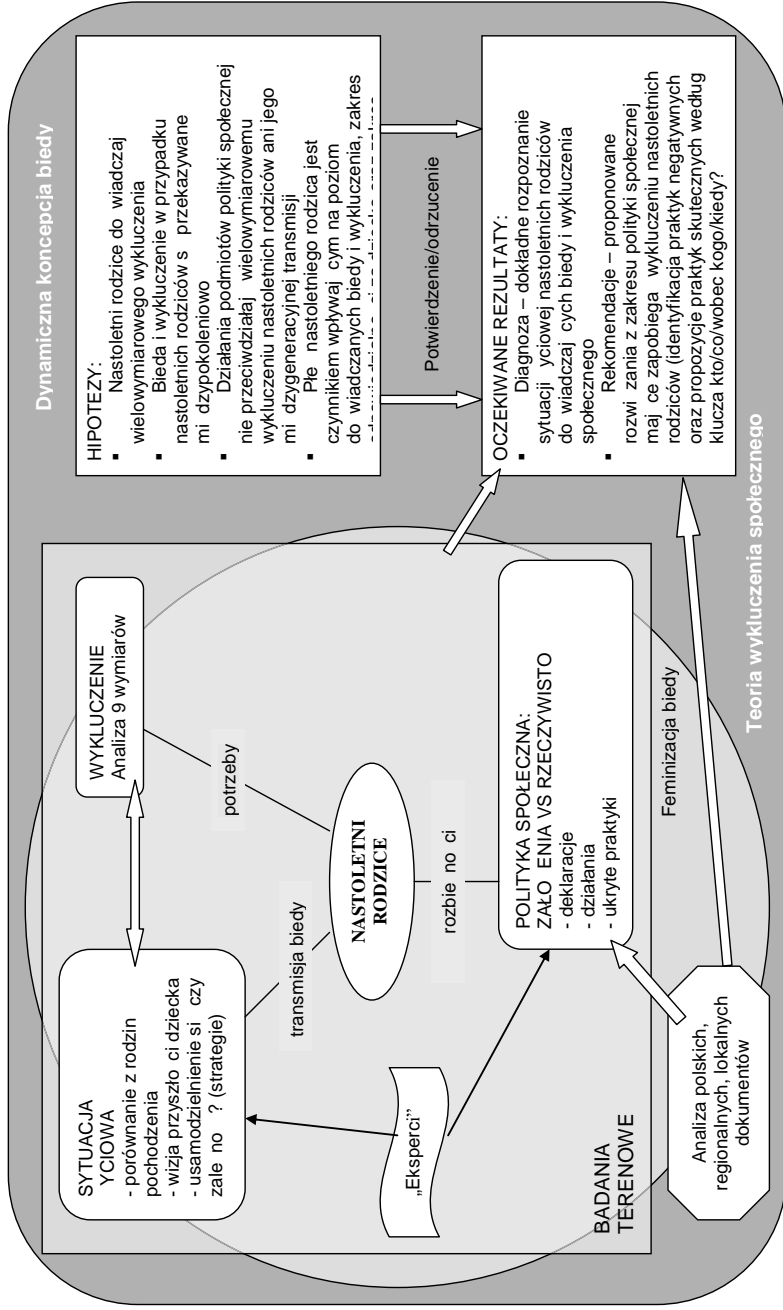 Dynamiczna koncepcja biedy
SYTUACJA
YCIOWA
- porównanie z rodzin
pochodzenia
- wizja przyszło ci dziecka
- usamodzielnienie si czy
zale no ? (strategie)
WYKLUCZENIE
Analiza 9 wymiarów
transmisja biedy
potrzeby
NASTOLETNI
RODZICE
„Eksperci”
rozbie no ci
POLITYKA SPOŁECZNA:
ZAŁO ENIA VS RZECZYWISTO
- deklaracje
- działania
- ukryte praktyki
BADANIA
TERENOWE
Analiza polskich,
regionalnych, lokalnych
dokumentów
Feminizacja biedy
HIPOTEZY:
▪ Nastoletni rodzice do wiadczaj
wielowymiarowego wykluczenia
▪ Bieda i wykluczenie w przypadku
nastoletnich rodziców s przekazywane
mi dzypokoleniowo
▪ Działania podmiotów polityki społecznej
nie przeciwdziałaj wielowymiarowemu
wykluczeniu nastoletnich rodziców ani jego
mi dzygeneracyjnej transmisji
▪ Płe nastoletniego rodzica jest
czynnikiem wpływaj cym na poziom
do wiadczanych biedy i wykluczenia, zakres
Potwierdzenie/odrzucenie
OCZEKIWANE REZULTATY:
▪ Diagnoza – dokładne rozpoznanie
sytuacji yciowej nastoletnich rodziców
do wiadczaj cych biedy i wykluczenia
społecznego
▪ Rekomendacje – proponowane
rozwi zania z zakresu polityki społecznej
maj ce zapobiega wykluczeniu nastoletnich
rodziców (identyfikacja praktyk negatywnych
oraz propozycje praktyk skutecznych według
klucza kto/co/wobec kogo/kiedy?
Teoria wykluczenia społecznego